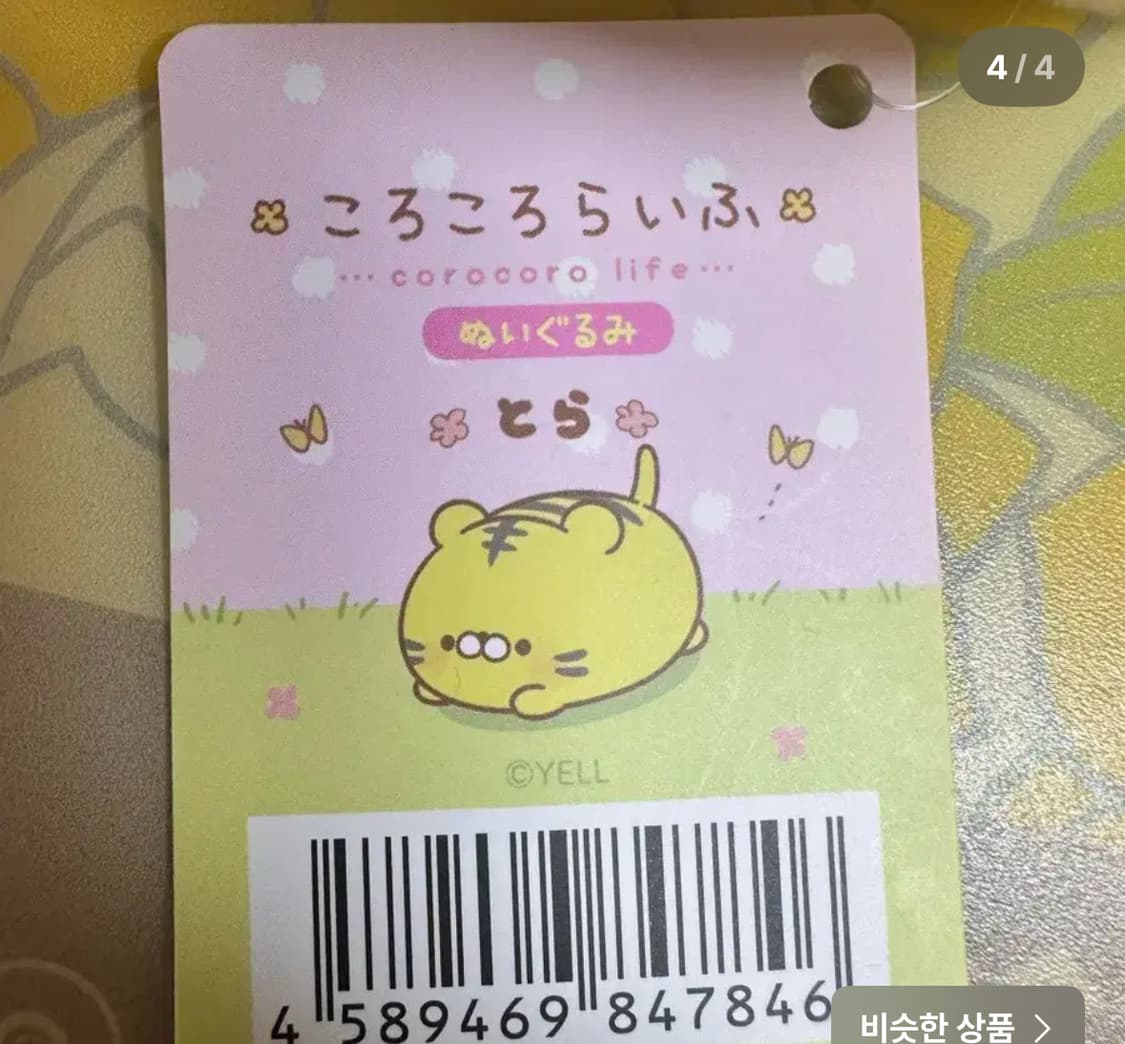 4/4
ころころらいふ
... corocoro life ...
ぬいぐるみ
とら
©YELL
4 589469 847846
비슷한 상품 >